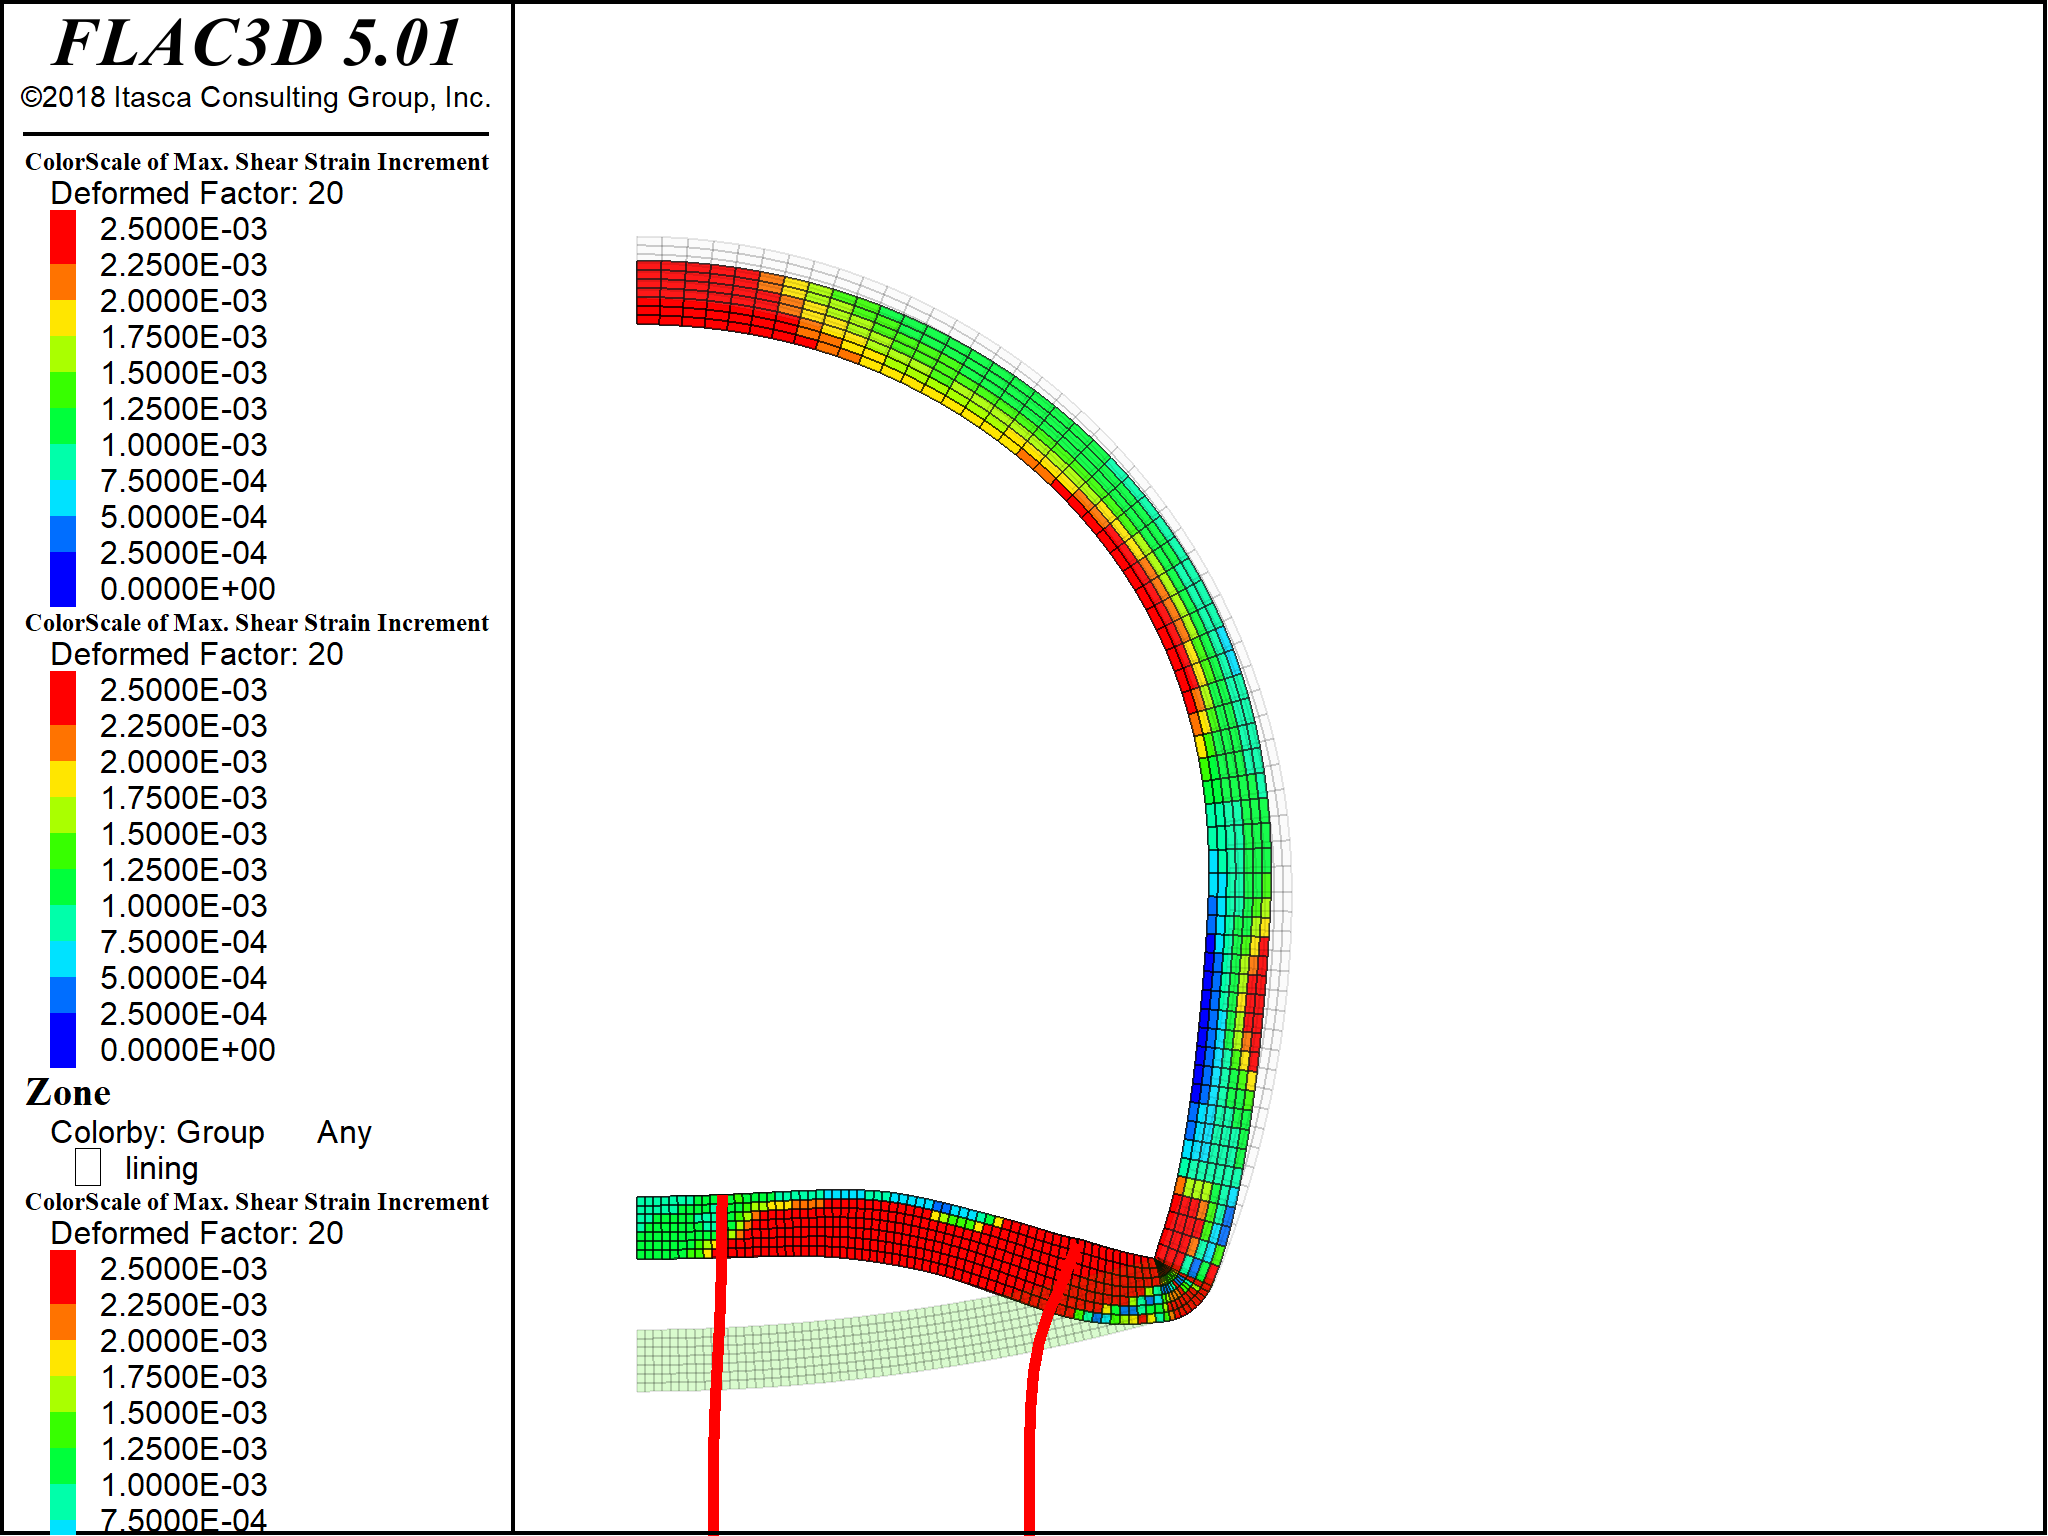 FLAC3D 5.01
©2018 Itasca Consulting Group, Inc.
ColorScale of Max. Shear Strain Increment
Deformed Factor: 20
2.5000E-03
2.2500E-03
2.0000E-03
1.7500E-03
1.5000E-03
1.2500E-03
1.0000E-03
7.5000E-04
5.0000E-04
2.5000E-04
0.0000E+00
ColorScale of Max. Shear Strain Increment
Deformed Factor: 20
2.5000E-03
2.2500E-03
2.0000E-03
1.7500E-03
1.5000E-03
1.2500E-03
1.0000E-03
7.5000E-04
5.0000E-04
2.5000E-04
0.0000E+00
Zone
Colorby: Group Any
lining
ColorScale of Max. Shear Strain Increment
Deformed Factor: 20
2.5000E-03
2.2500E-03
2.0000E-03
1.7500E-03
1.5000E-03
1.2500E-03
1.0000E-03
7.5000E-04